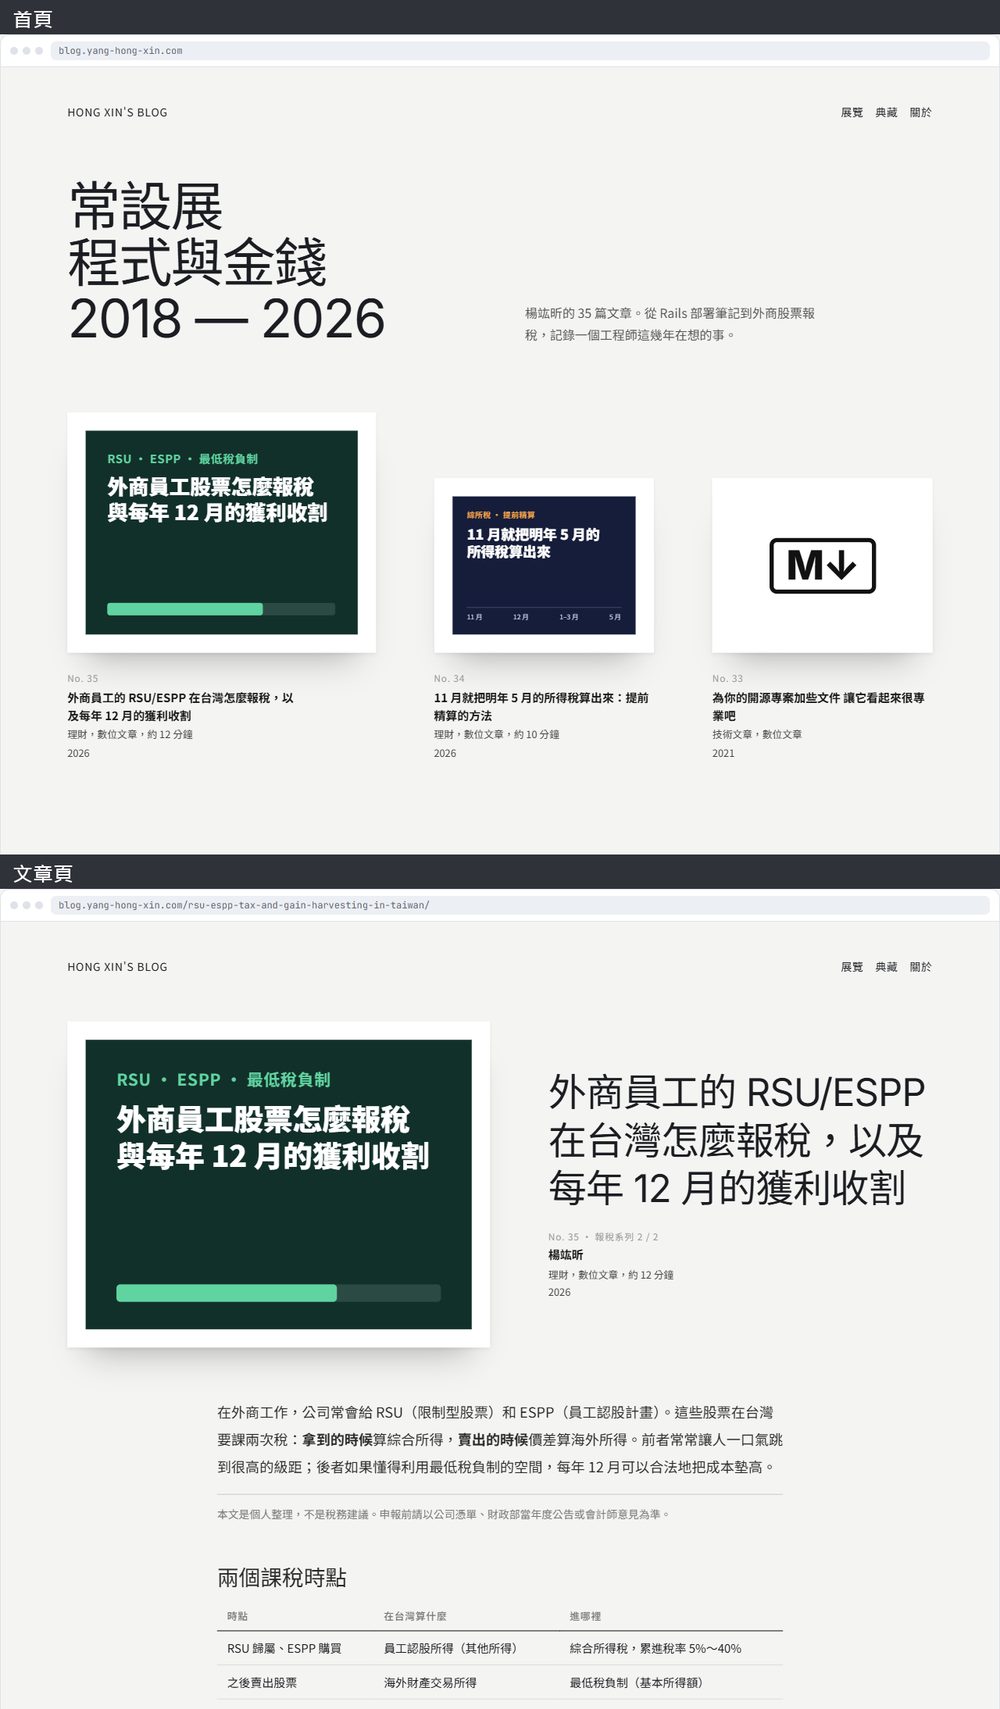 首頁
blog.yang-hong-xin.com
HONG XIN'S BLOG
展覽 典藏 關於
常設展
程式與金錢
2018 — 2026
楊竑昕的 35 篇文章。從 Rails 部署筆記到外商股票報
稅，記錄一個工程師這幾年在想的事。
RSU ・ ESPP ・ 最低稅負制
外商員工股票怎麼報稅
與每年 12 月的獲利收割
No. 35
外商員工的 RSU/ESPP 在台灣怎麼報稅，以
及每年 12 月的獲利收割
理財，數位文章，約 12 分鐘
2026
綜所稅 ・ 提前精算
11 月就把明年 5 月的
所得稅算出來
11 月 12 月 1–3 月 5 月
No. 34
11 月就把明年 5 月的所得稅算出來：提前
精算的方法
理財，數位文章，約 10 分鐘
2026
M↓
No. 33
為你的開源專案加些文件 讓它看起來很專
業吧
技術文章，數位文章
2021
文章頁
blog.yang-hong-xin.com/rsu-espp-tax-and-gain-harvesting-in-taiwan/
HONG XIN'S BLOG
展覽 典藏 關於
RSU ・ ESPP ・ 最低稅負制
外商員工股票怎麼報稅
與每年 12 月的獲利收割
外商員工的 RSU/ESPP
在台灣怎麼報稅，以及
每年 12 月的獲利收割
No. 35 ・ 報稅系列 2 / 2
楊竑昕
理財，數位文章，約 12 分鐘
2026
在外商工作，公司常會給 RSU（限制型股票）和 ESPP（員工認股計畫）。這些股票在台灣
要課兩次稅：拿到的時候算綜合所得，賣出的時候價差算海外所得。前者常常讓人一口氣跳
到很高的級距；後者如果懂得利用最低稅負制的空間，每年 12 月可以合法地把成本墊高。
本文是個人整理，不是稅務建議。申報前請以公司憑單、財政部當年度公告或會計師意見為準。
兩個課稅時點
時點 在台灣算什麼 進哪裡
RSU 歸屬、ESPP 購買 員工認股所得（其他所得） 綜合所得稅，累進稅率 5%～40%
之後賣出股票 海外財產交易所得 最低稅負制（基本所得額）